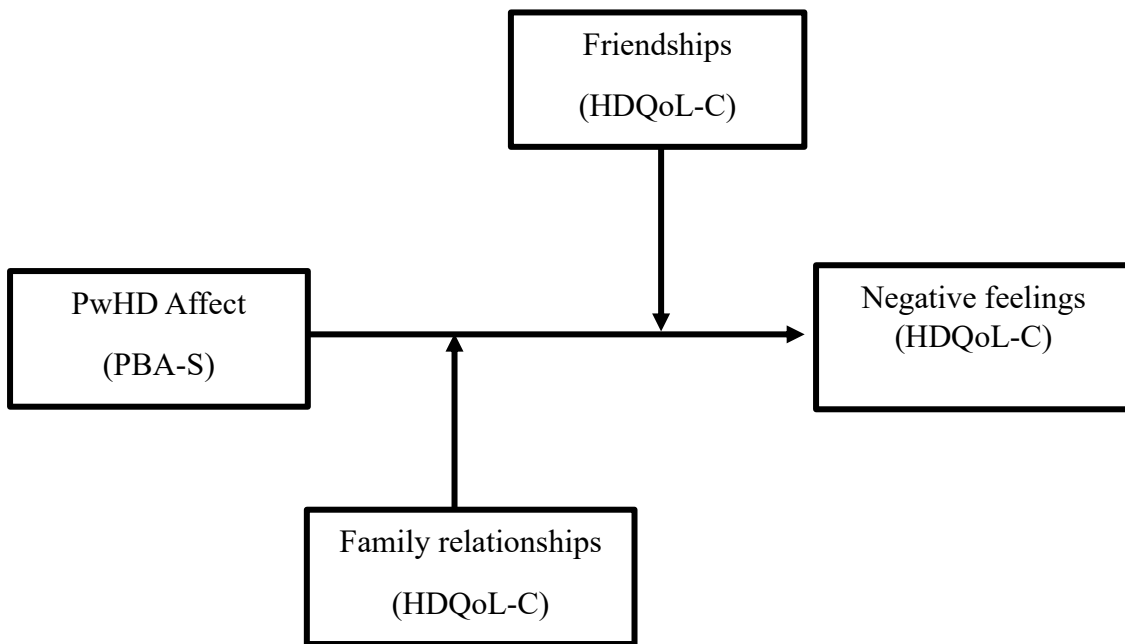 Friendships
(HDQoL-C)
PwHD Affect
(PBA-S)
Negative feelings
(HDQoL-C)
Family relationships
(HDQoL-C)